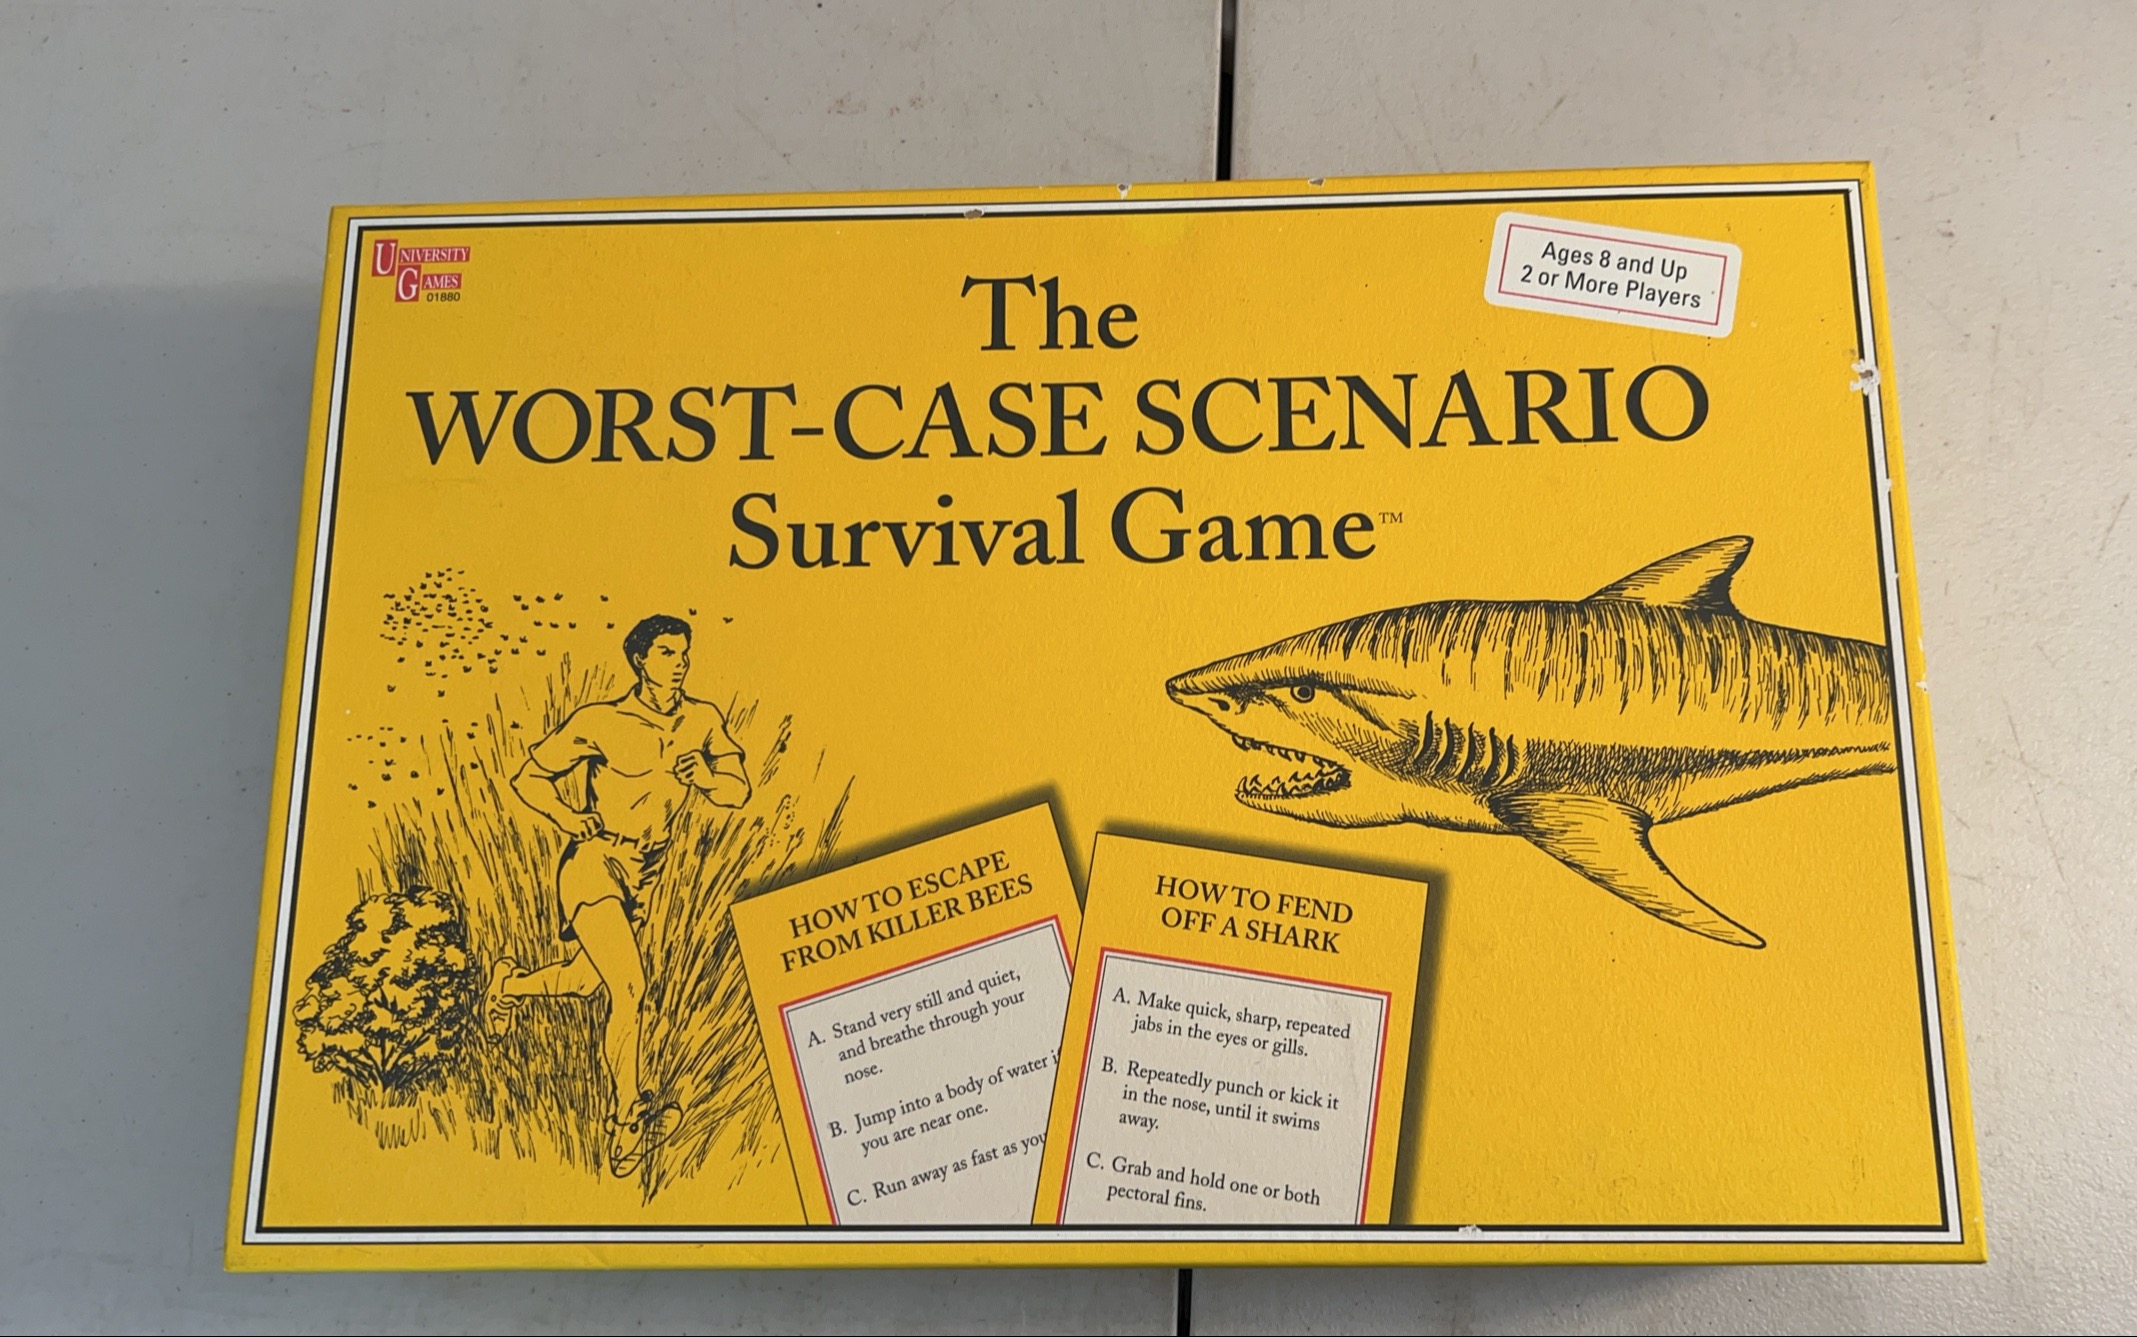 UNIVERSITY
GAMES
01880
Ages 8 and Up
2 or More Players
The
WORST-CASE SCENARIO
Survival Game™
HOW TO ESCAPE
FROM KILLER BEES
A. Stand very still and quiet,
and breathe through your
nose.
B. Jump into a body of water
you are near one.
C. Run away as fast as you
HOW TO FEND
OFF A SHARK
A. Make quick, sharp, repeated
jabs in the eyes or gills.
B. Repeatedly punch or kick it
in the nose, until it swims
away.
C. Grab and hold one or both
pectoral fins.